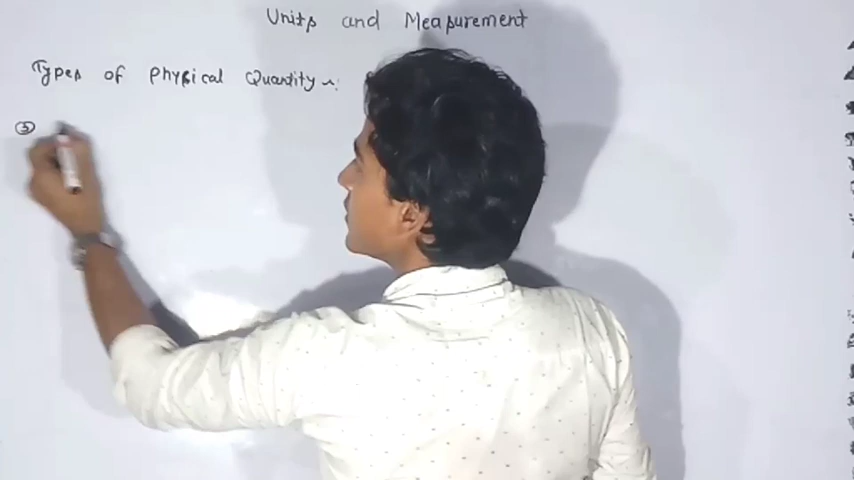 Units and Measurement
Types of Physical Quantity :